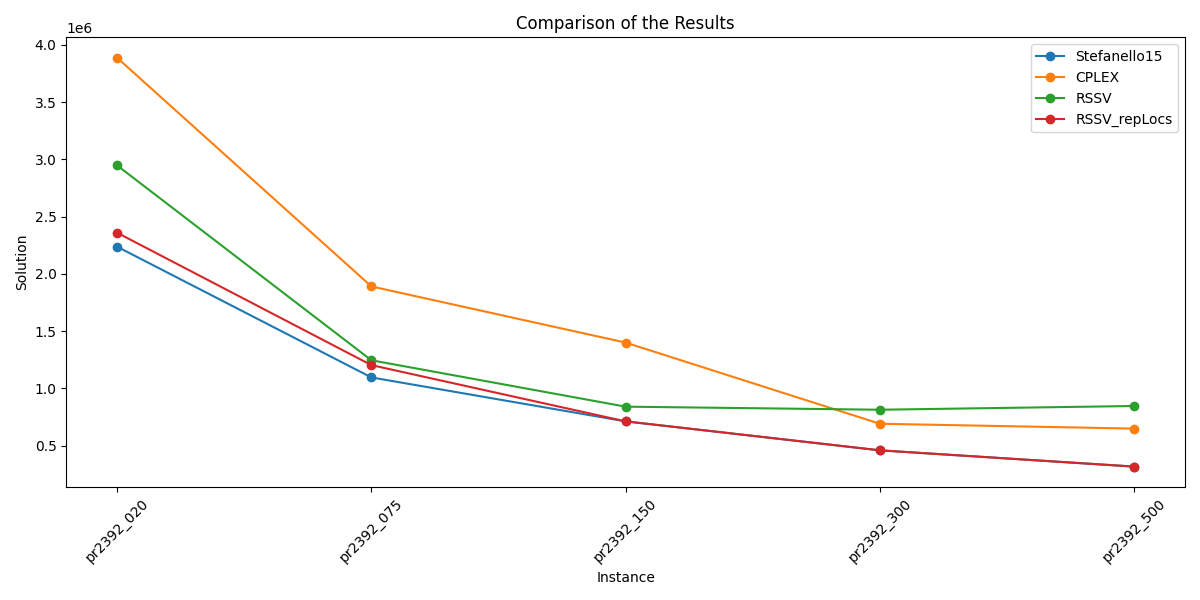 Comparison of the Results
1e6
4.0
3.5
3.0
2.5
2.0
1.5
1.0
0.5
Solution
Stefanello15
CPLEX
RSSV
RSSV_repLocs
pr2392_020
pr2392_075
pr2392_150
pr2392_300
pr2392_500
Instance